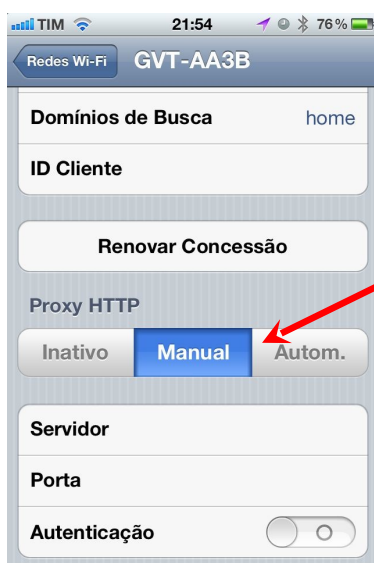 TIM 21:54 76%
Redes Wi-Fi GVT-AA3B
Domínios de Busca home
ID Cliente
Renovar Concessão
Proxy HTTP
Inativo Manual Autom.
Servidor
Porta
Autenticação